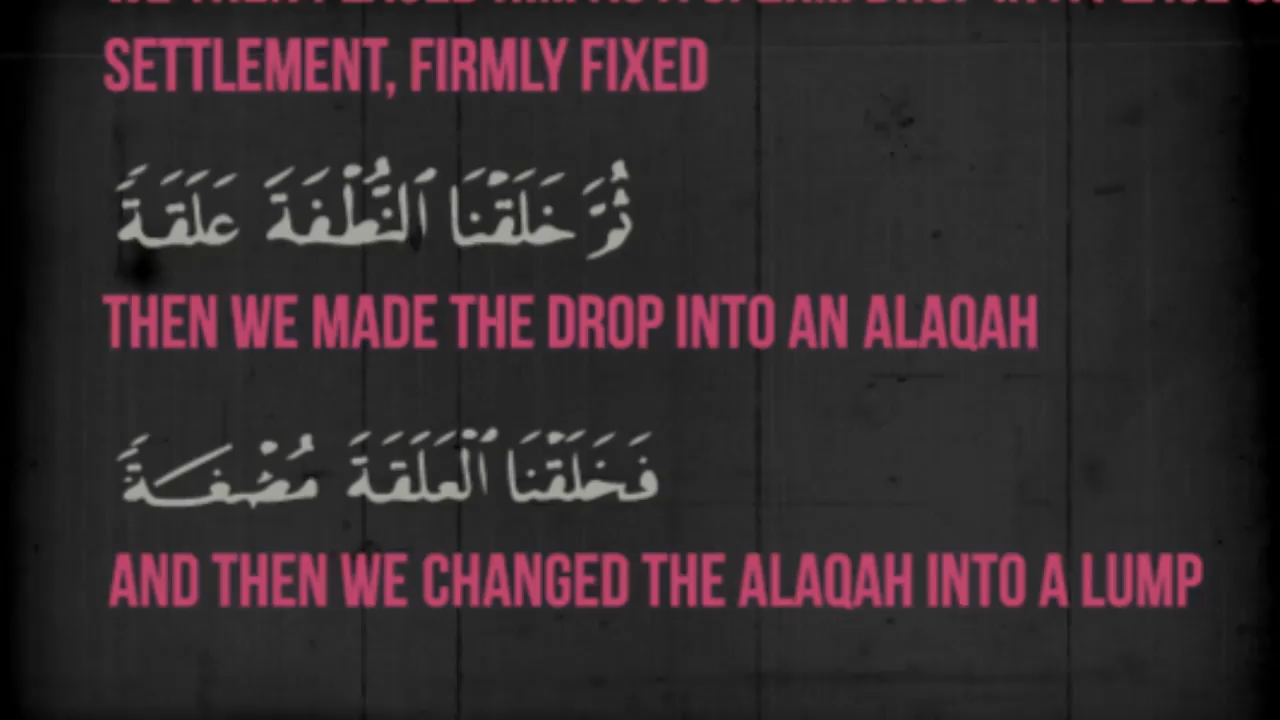 SETTLEMENT, FIRMLY FIXED
ثُمَّ خَلَقْنَا ٱلنُّطْفَةَ عَلَقَةً
THEN WE MADE THE DROP INTO AN ALAQAH
فَخَلَقْنَا ٱلْعَلَقَةَ مُضْغَةً
AND THEN WE CHANGED THE ALAQAH INTO A LUMP